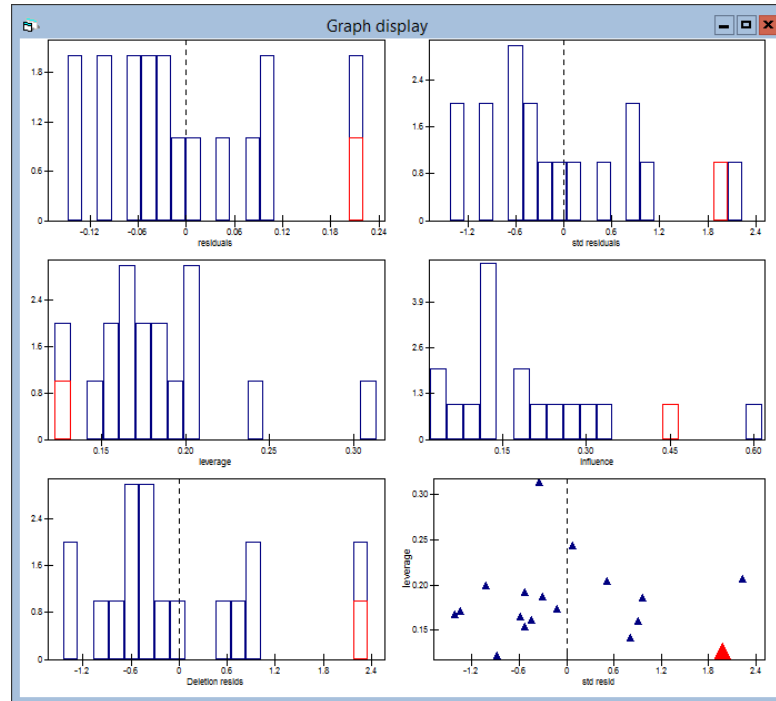 Graph display
1.8
1.2
0.6
0
-0.12 -0.06 0 0.06 0.12 0.18 0.24
residuals
2.4
1.6
0.8
0
-1.2 -0.6 0 0.6 1.2 1.8 2.4
std residuals
2.4
1.6
0.8
0
0.15 0.20 0.25 0.30
leverage
3.9
2.6
1.3
0
0.15 0.30 0.45 0.60
Influence
2.4
1.6
0.8
0
-1.2 -0.6 0 0.6 1.2 1.8 2.4
Deletion resids
leverage
0.30
0.25
0.20
0.15
-1.2 -0.6 0 0.6 1.2 1.8 2.4
std resid